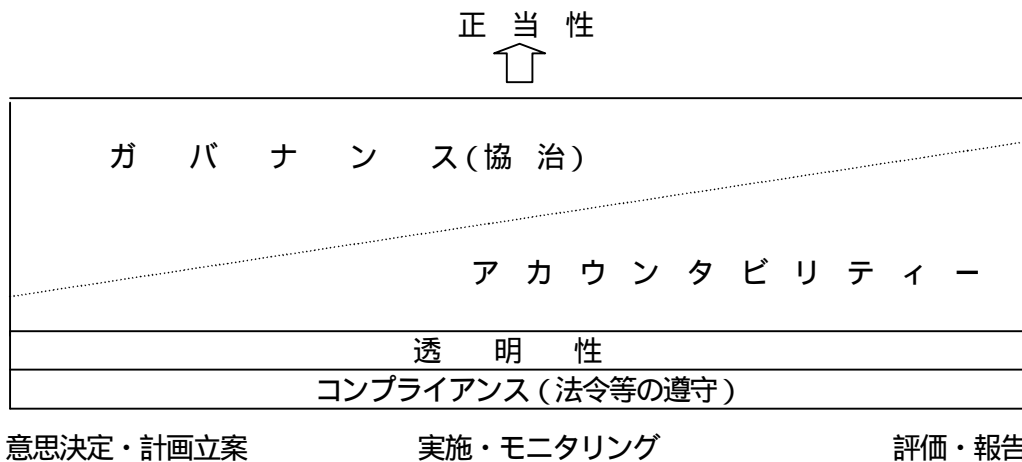 正 当 性
ガ バ ナ ン ス(協 治)
ア カ ウ ン タ ビ リ テ ィ ー
透 明 性
コンプライアンス(法令等の遵守)
意思決定・計画立案 実施・モニタリング 評価・報告